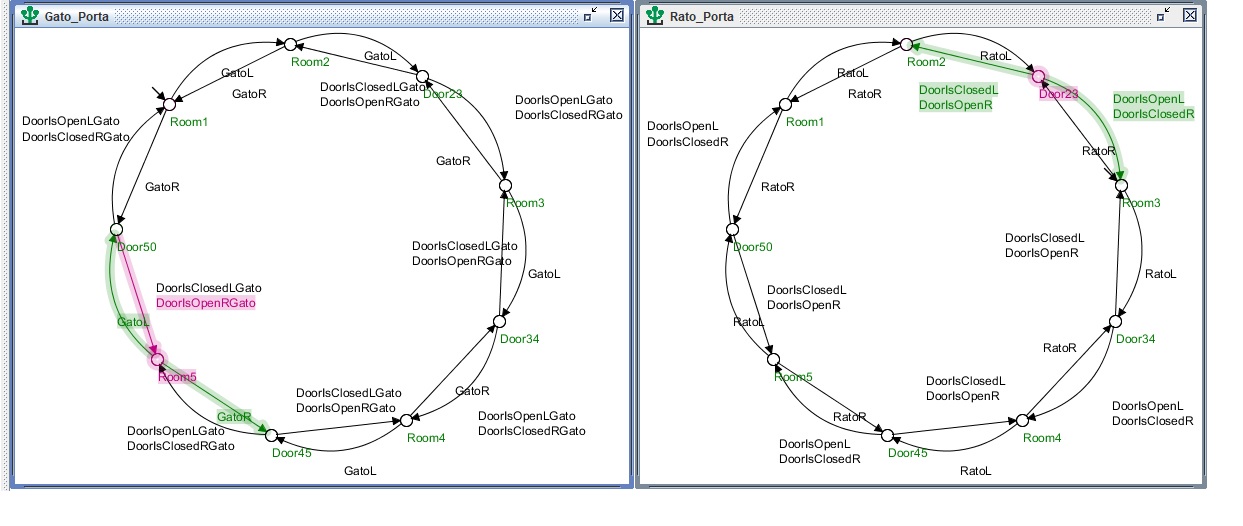 Gato_Porta
GatoL
Room2
GatoL
GatoR
DoorIsClosedLGato
DoorIsOpenRGato
Door23
DoorIsOpenLGato
DoorIsClosedRGato
Room1
DoorIsOpenLGato
DoorIsClosedRGato
GatoR
GatoR
Room3
Door50
DoorIsClosedLGato
DoorIsOpenRGato
GatoL
DoorIsClosedLGato
DoorIsOpenRGato
GatoL
Door34
Room5
GatoR
DoorIsClosedLGato
DoorIsOpenRGato
GatoR
DoorIsOpenLGato
DoorIsClosedRGato
DoorIsOpenLGato
DoorIsClosedRGato
Room4
Door45
GatoL
Rato_Porta
RatoL
Room2
RatoL
RatoR
DoorIsClosedL
DoorIsOpenR
Door23
DoorIsOpenL
DoorIsClosedR
Room1
DoorIsOpenL
DoorIsClosedR
RatoR
RatoR
Room3
Door50
DoorIsClosedL
DoorIsOpenR
RatoL
DoorIsClosedL
DoorIsOpenR
RatoL
Door34
RatoR
Room5
DoorIsClosedL
DoorIsOpenR
RatoR
DoorIsOpenL
DoorIsClosedR
DoorIsOpenL
DoorIsClosedR
Room4
Door45
RatoL